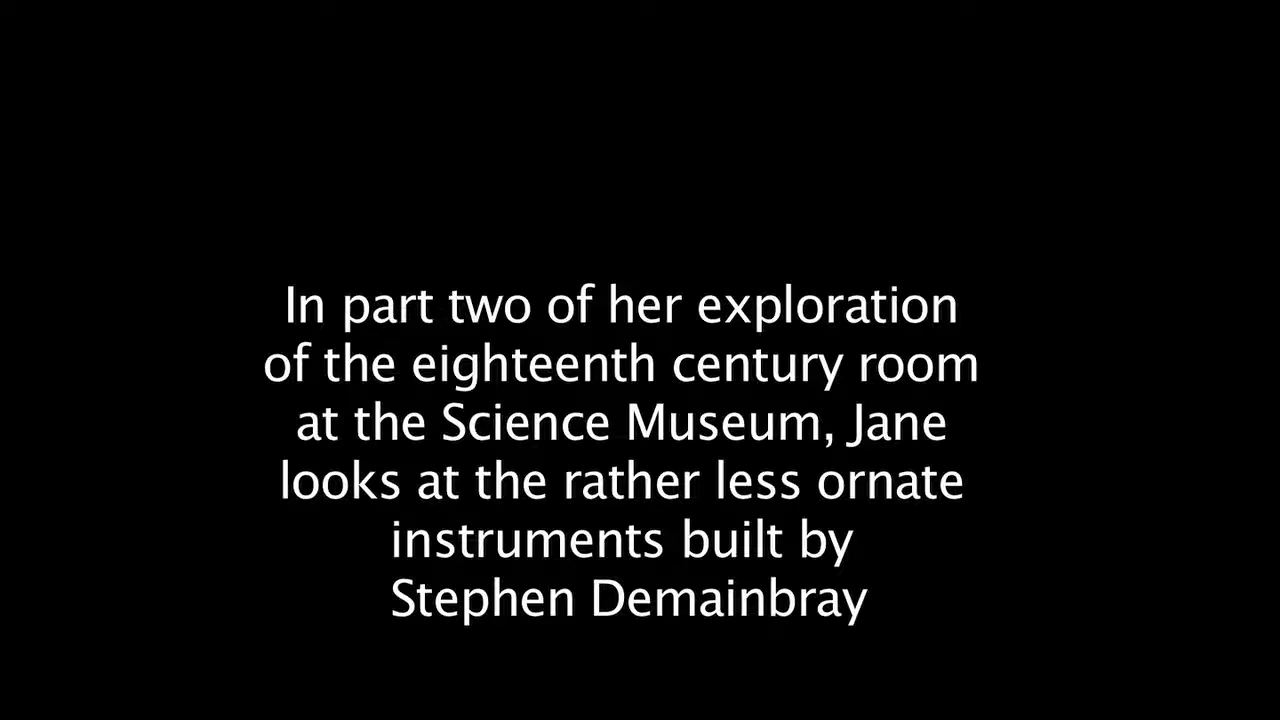 In part two of her exploration
of the eighteenth century room
at the Science Museum, Jane
looks at the rather less ornate
instruments built by
Stephen Demainbray